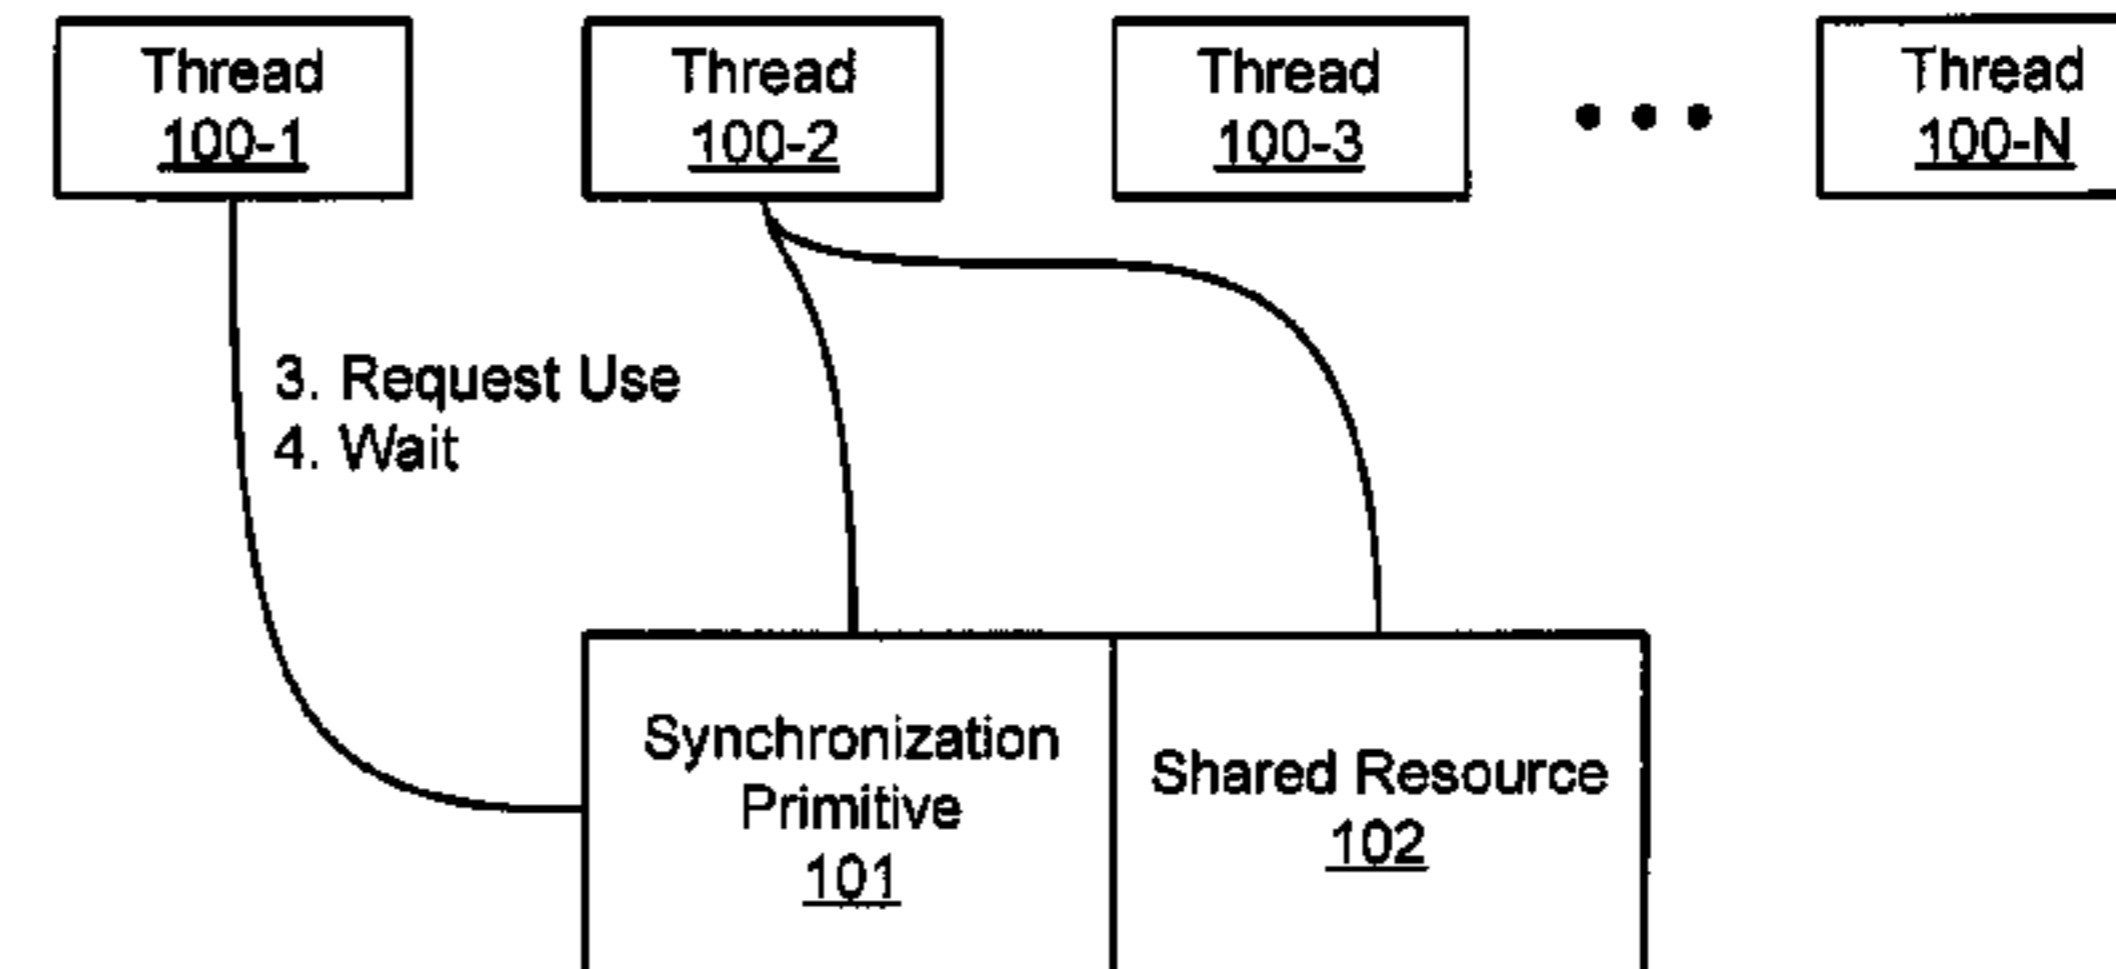 Thread
100-1
Thread
100-2
Thread
100-3
Thread
100-N
3. Request Use
4. Wait
Synchronization
Primitive
101
Shared Resource
102